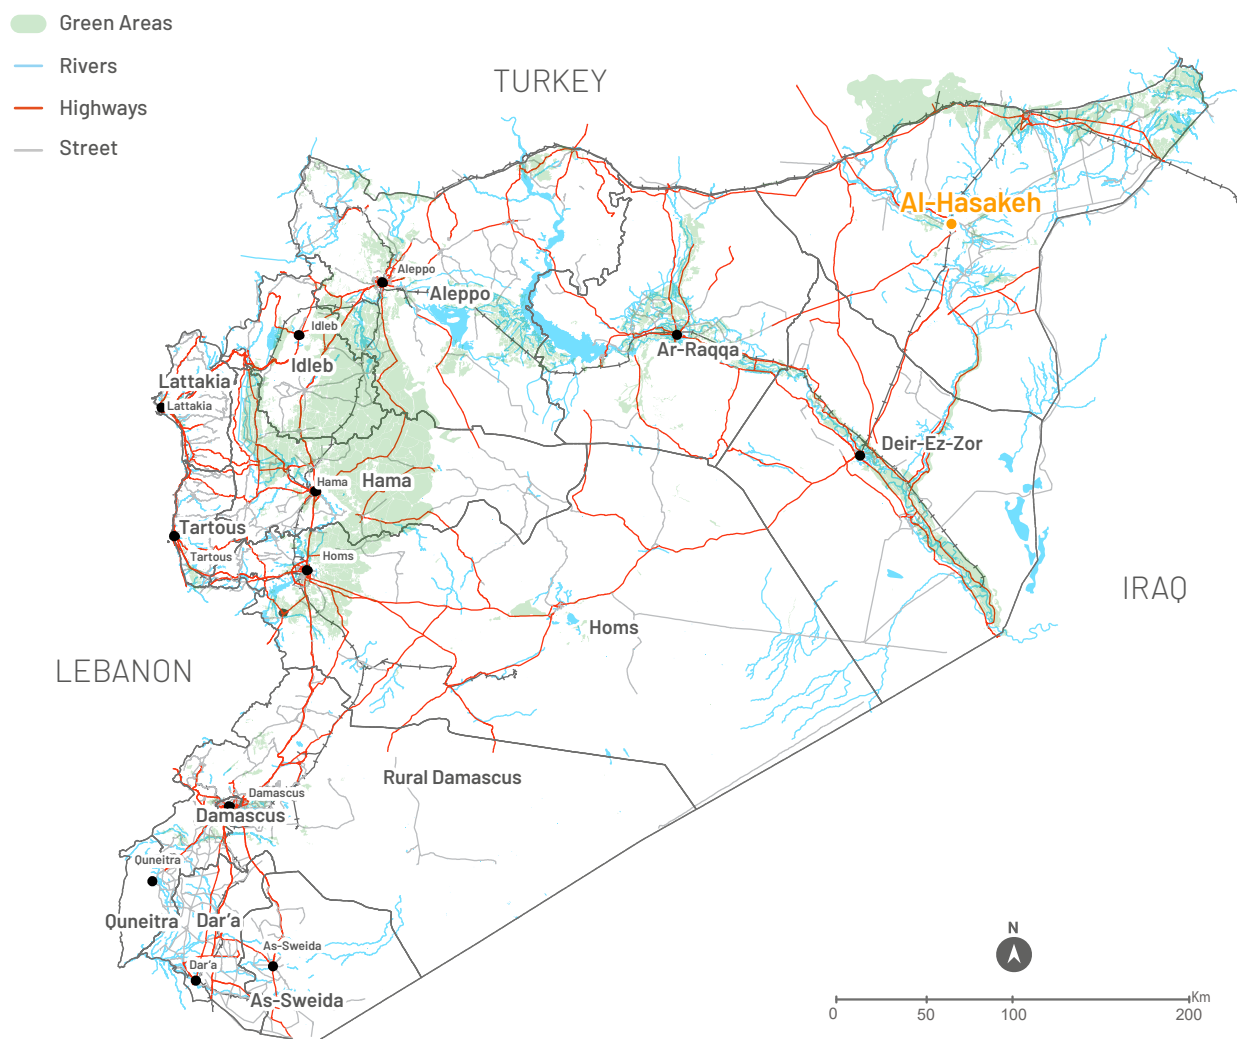 Green Areas
Rivers
Highways
Street
TURKEY
Al-Hasakeh
Aleppo
Aleppo
Idleb
Idleb
Ar-Raqqa
Lattakia
Lattakia
Deir-Ez-Zor
Hama
Hama
Tartous
Tartous
Homs
IRAQ
Homs
LEBANON
Rural Damascus
Damascus
Damascus
Quneitra
Quneitra
Dar'a
As-Sweida
Dar'a
As-Sweida
N
Km
0 50 100 200